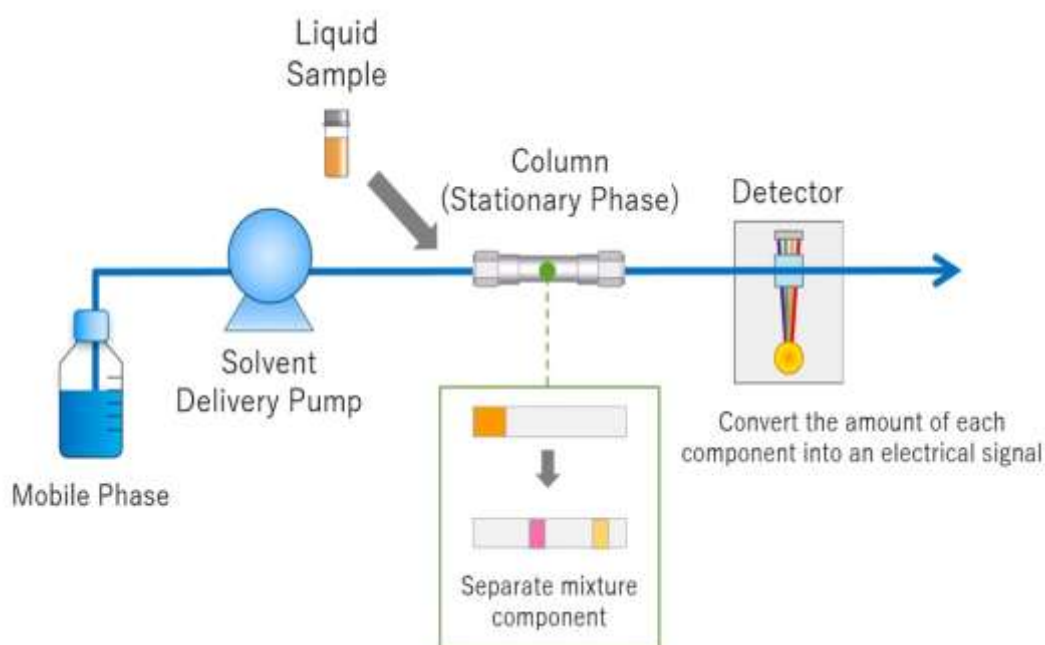 Liquid
Sample
Column
(Stationary Phase)
Detector
Solvent
Delivery Pump
Mobile Phase
Convert the amount of each
component into an electrical signal
Separate mixture
component